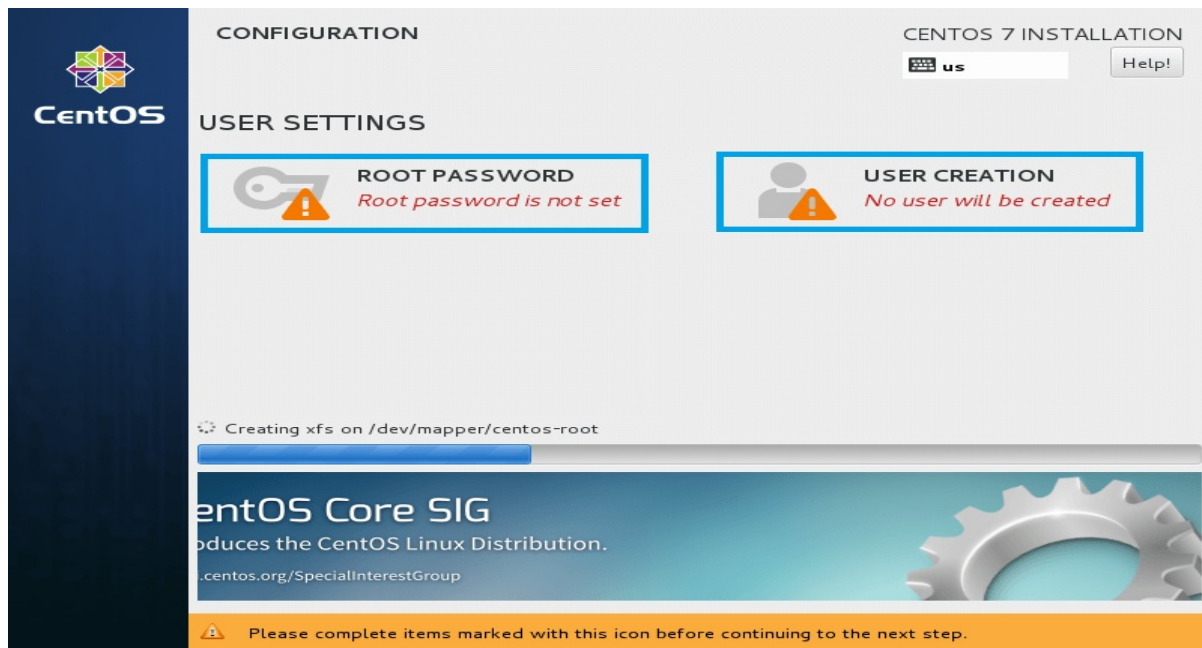 CentOS
CONFIGURATION
CENTOS 7 INSTALLATION
us
Help!
USER SETTINGS
ROOT PASSWORD
Root password is not set
USER CREATION
No user will be created
Creating xfs on /dev/mapper/centos-root
entOS Core SIG
oduces the CentOS Linux Distribution.
.centos.org/SpecialInterestGroup
Please complete items marked with this icon before continuing to the next step.